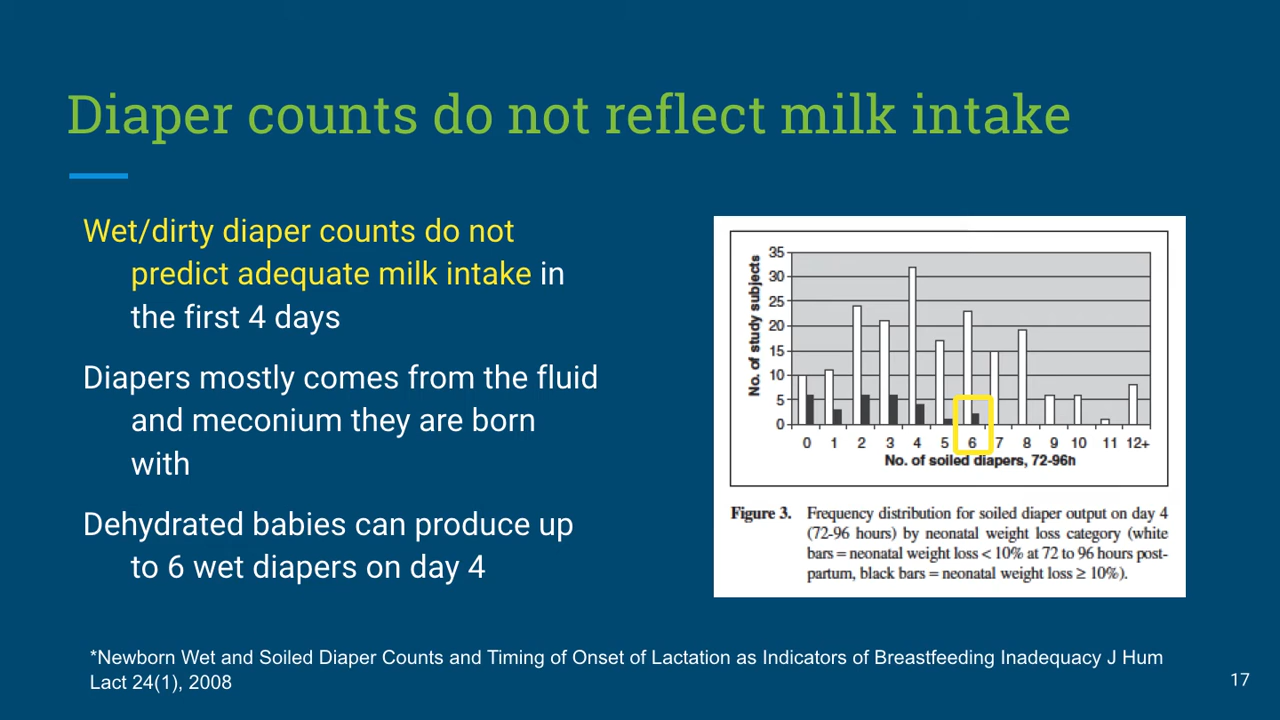 Diaper counts do not reflect milk intake
Wet/dirty diaper counts do not
predict adequate milk intake in
the first 4 days
Diapers mostly comes from the fluid
and meconium they are born
with
Dehydrated babies can produce up
to 6 wet diapers on day 4
No. of study subjects
35
30
25
20
15
10
5
0
0 1 2 3 4 5 6 7 8 9 10 11 12+
No. of soiled diapers, 72-96h
Figure 3. Frequency distribution for soiled diaper output on day 4
(72-96 hours) by neonatal weight loss category (white
bars = neonatal weight loss < 10% at 72 to 96 hours post-
partum, black bars = neonatal weight loss ≥ 10%).
*Newborn Wet and Soiled Diaper Counts and Timing of Onset of Lactation as Indicators of Breastfeeding Inadequacy J Hum
Lact 24(1), 2008
17